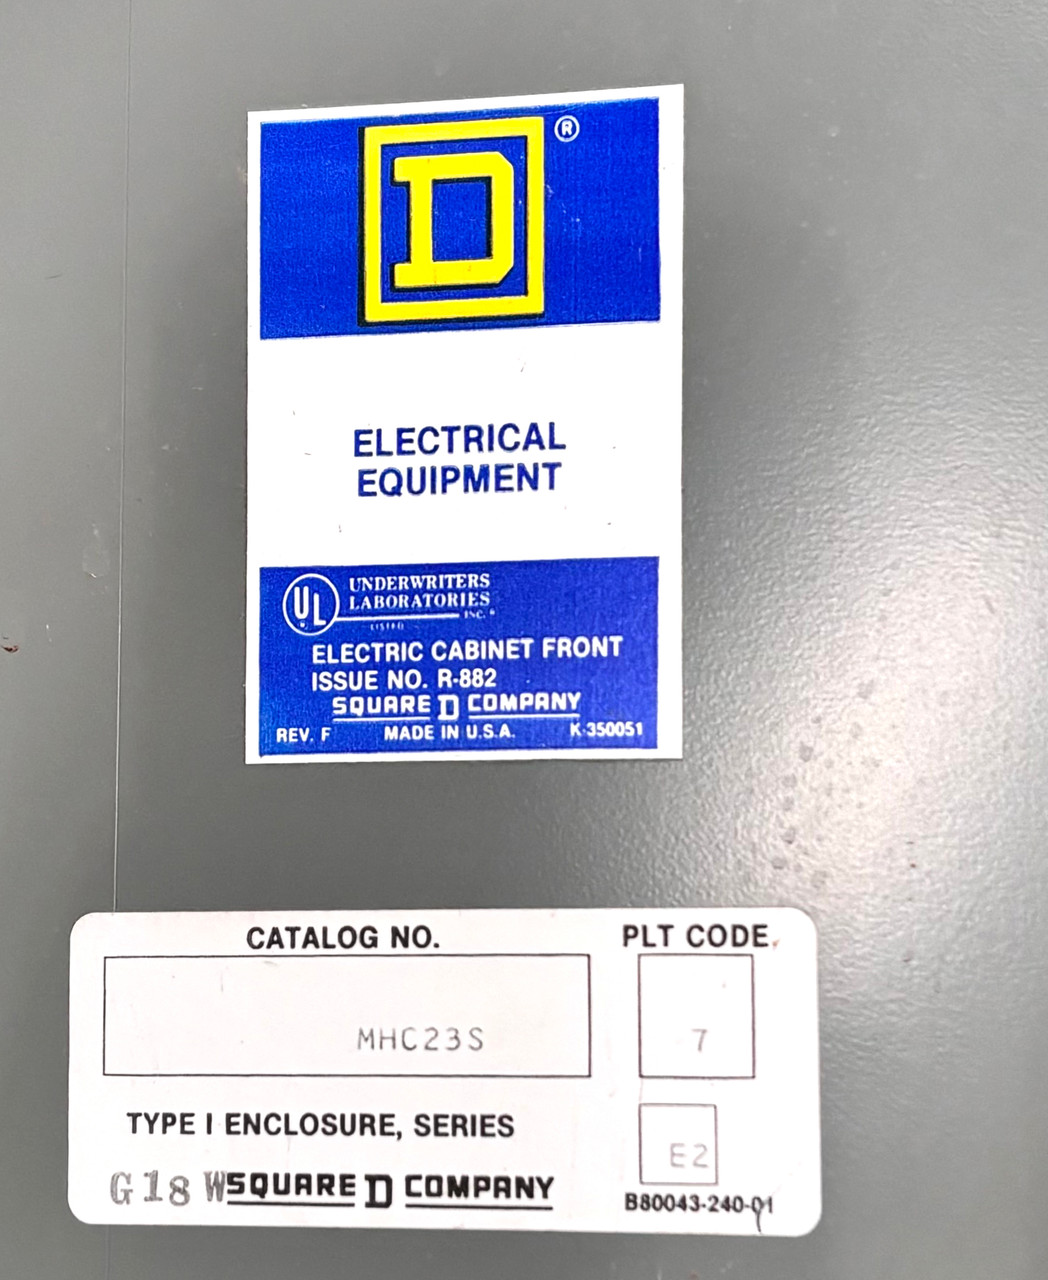 D ®
ELECTRICAL
EQUIPMENT
UL UNDERWRITERS
LABORATORIES
INC.®
LISTED
ELECTRIC CABINET FRONT
ISSUE NO. R-882
SQUARE D COMPANY
REV. F MADE IN U.S.A. K-350051
CATALOG NO. PLT CODE
MHC23S 7
TYPE I ENCLOSURE, SERIES
E2
G18 W SQUARE D COMPANY
B80043-240-01